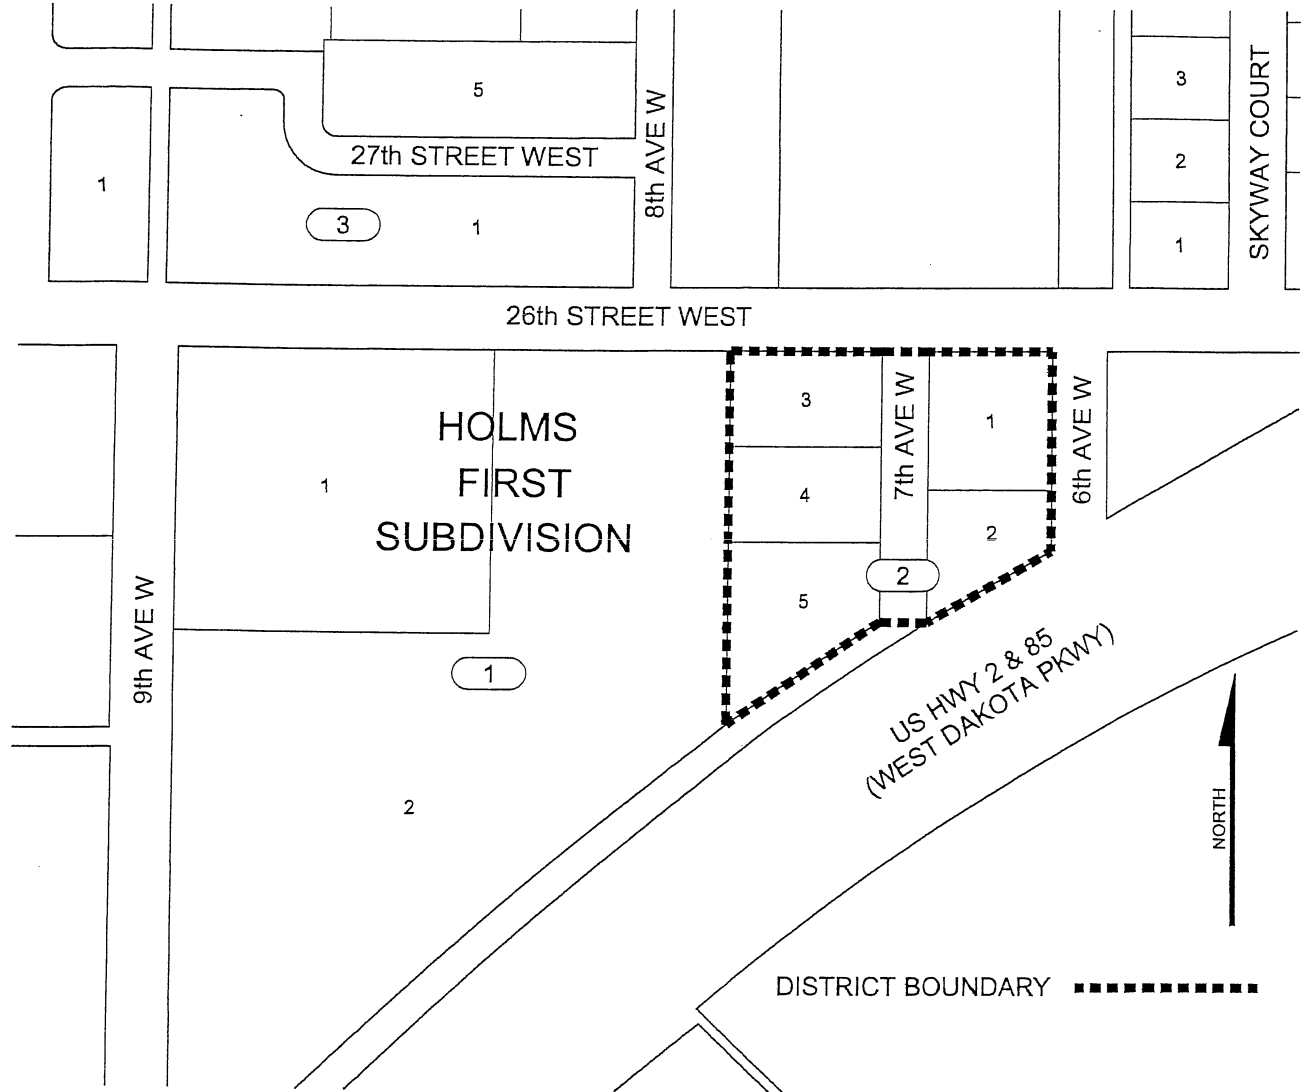 5
3
SKYWAY COURT
27th STREET WEST
8th AVE W
2
1
3
1
1
26th STREET WEST
HOLMS
FIRST
SUBDIVISION
1
3
7th AVE W
1
6th AVE W
4
2
2
5
9th AVE W
1
US HWY 2 & 85
(WEST DAKOTA PKWY)
2
NORTH
DISTRICT BOUNDARY